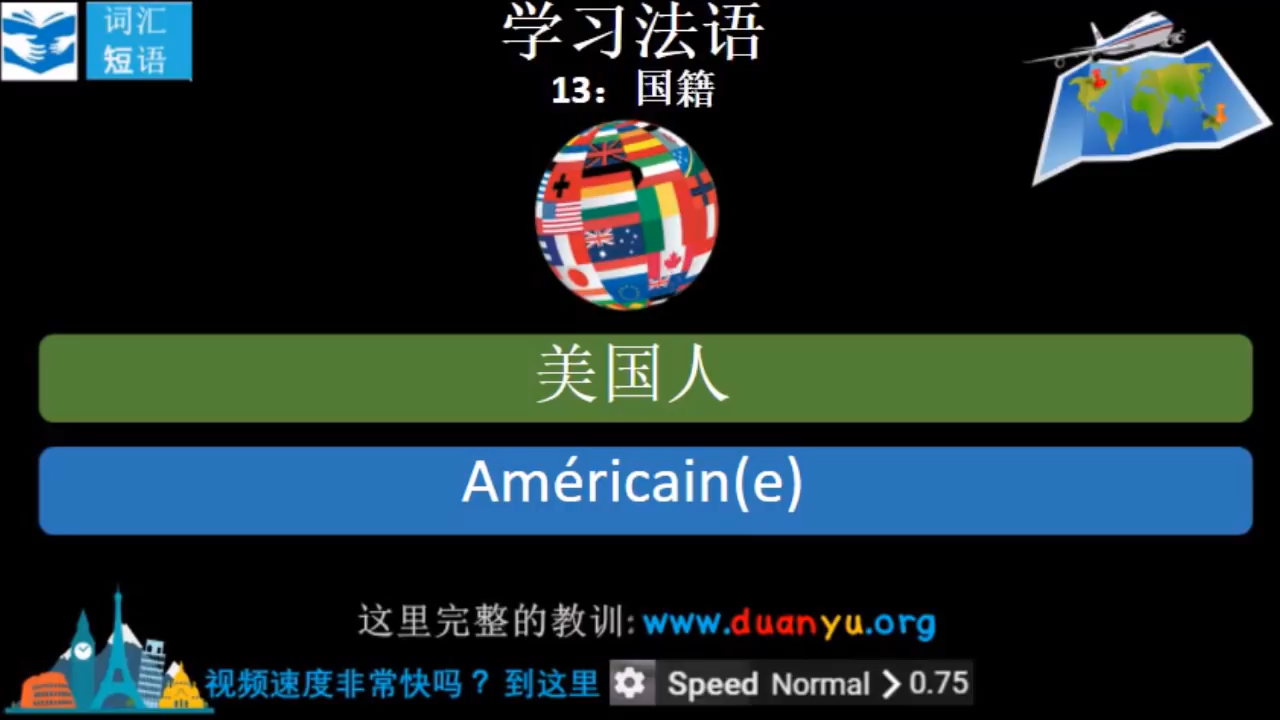 词汇
短语
学习法语
13：国籍
美国人
Américain(e)
这里完整的教训: www.duanyu.org
视频速度非常快吗？ 到这里 Speed Normal > 0.75